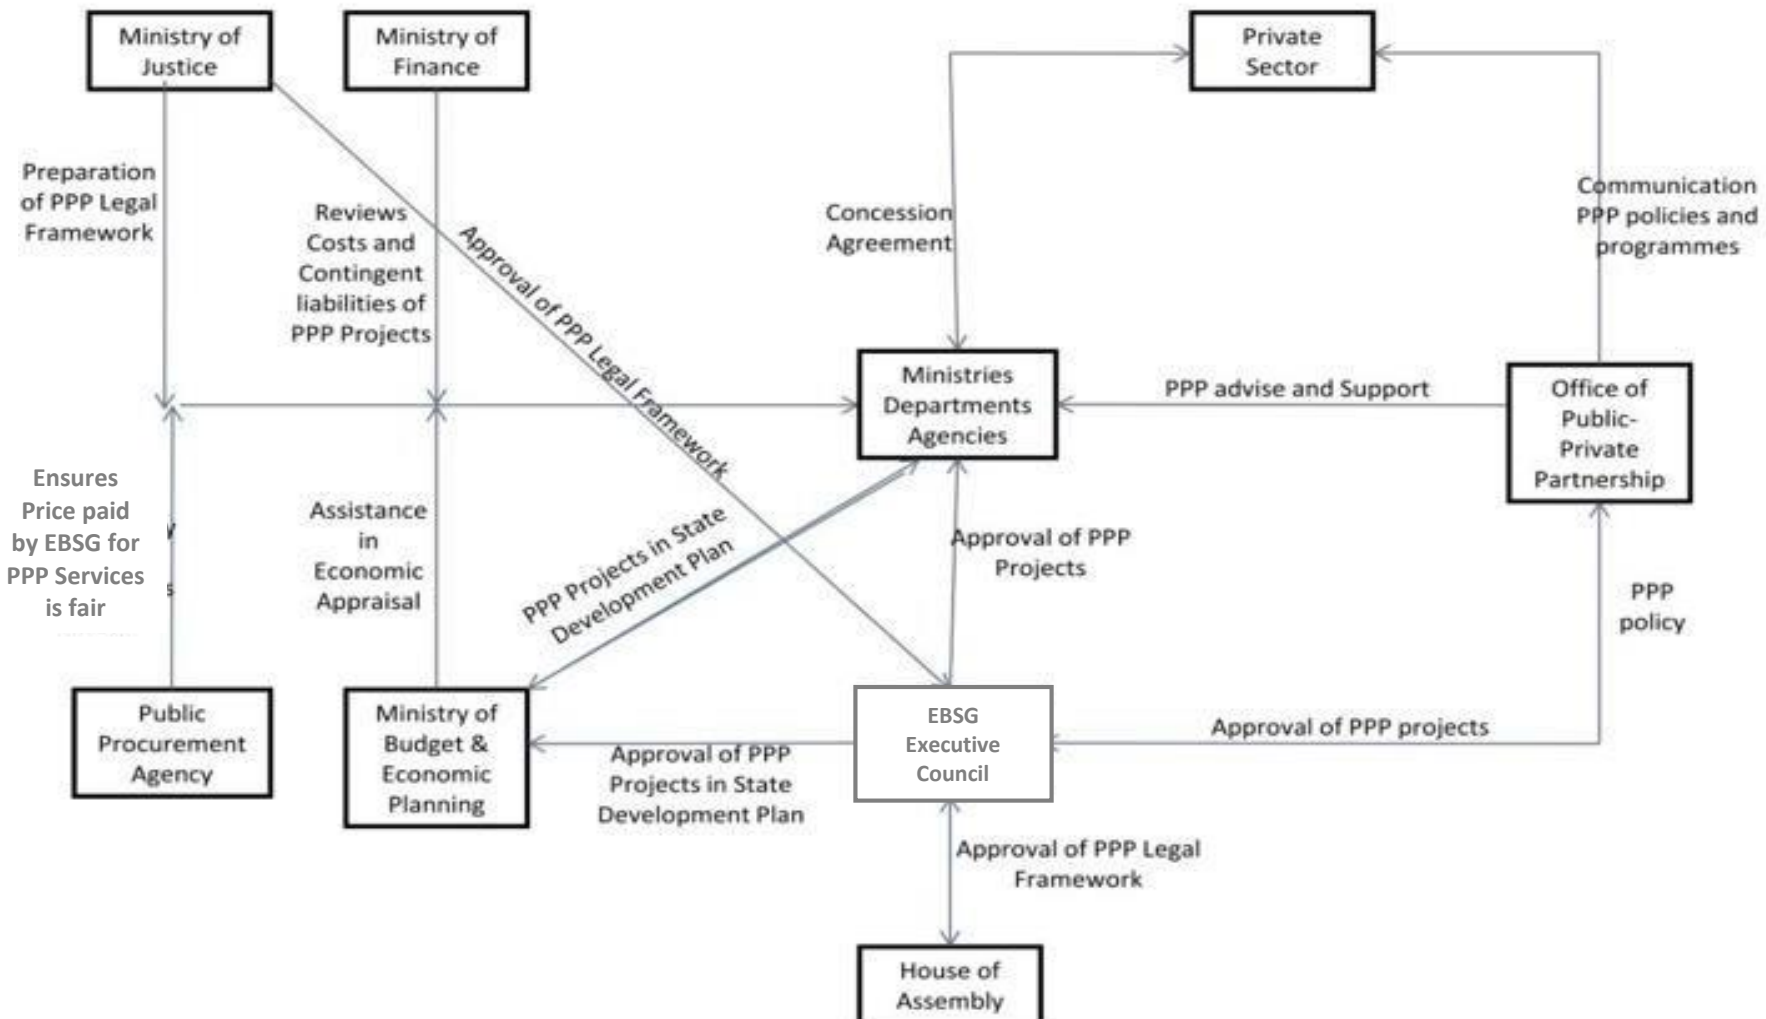 Ministry of
Justice
Ministry of
Finance
Private
Sector
Preparation
of PPP Legal
Framework
Reviews
Costs and
Contingent
liabilities of
PPP Projects
Approval of PPP Legal Framework
Concession
Agreement
Communication
PPP policies and
programmes
Ministries
Departments
Agencies
PPP advise and Support
Office of
Public-
Private
Partnership
Ensures
Price paid
by EBSG for
PPP Services
is fair
Assistance
in
Economic
Appraisal
PPP Projects in State
Development Plan
Approval of PPP
Projects
PPP
policy
Public
Procurement
Agency
Ministry of
Budget &
Economic
Planning
Approval of PPP
Projects in State
Development Plan
EBSG
Executive
Council
Approval of PPP projects
Approval of PPP Legal
Framework
House of
Assembly